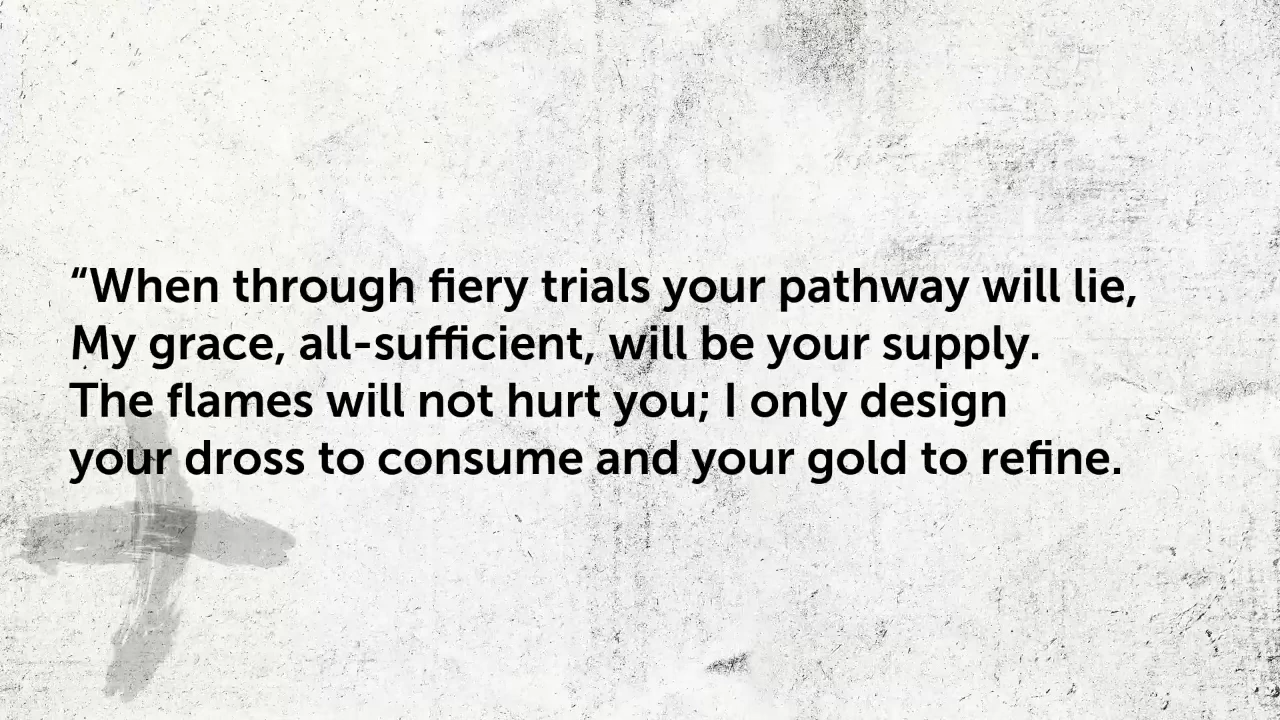 “When through fiery trials your pathway will lie,
My grace, all-sufficient, will be your supply.
The flames will not hurt you; I only design
your dross to consume and your gold to refine.